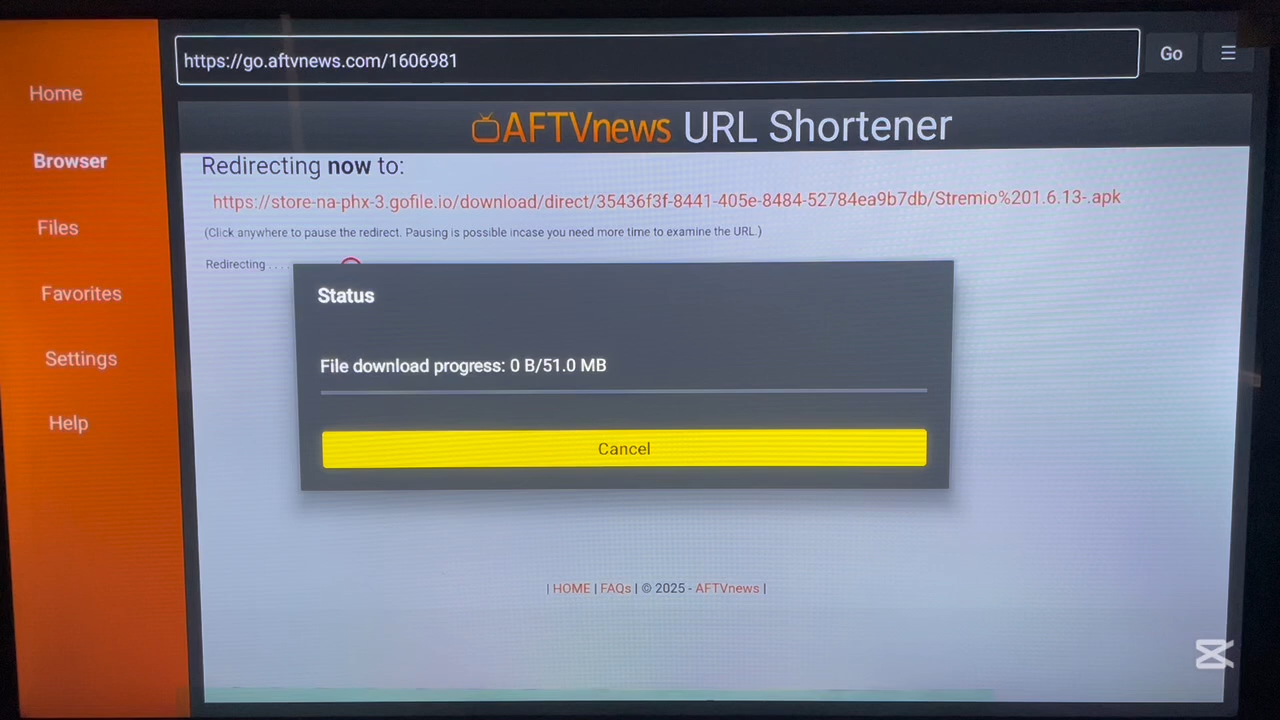 https://go.aftvnews.com/1606981
Go
Home
Browser
Files
Favorites
Settings
Help
AFTVnews URL Shortener
Redirecting now to:
https://store-na-phx-3.gofile.io/download/direct/35436f3f-8441-405e-8484-52784ea9b7db/Stremio%201.6.13-.apk
(Click anywhere to pause the redirect. Pausing is possible incase you need more time to examine the URL.)
Redirecting . . . .
Status
File download progress: 0 B/51.0 MB
Cancel
| HOME | FAQs | © 2025 - AFTVnews |